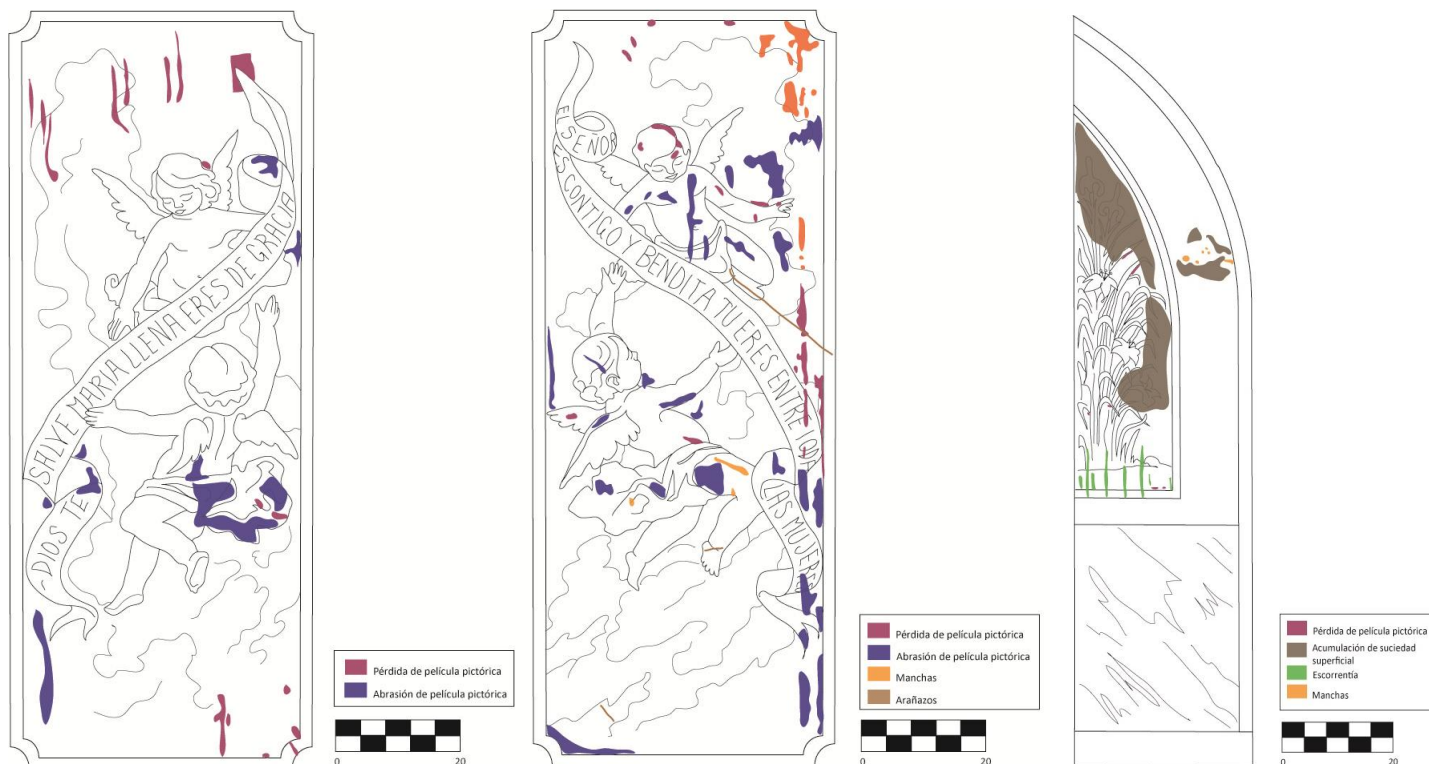 DIOS TE
SALVE MARIA LLENA ERES DE GRACIA
Pérdida de película pictórica
Abrasión de película pictórica
0 20
EL SEÑOR
ES CONTIGO Y BENDITA TU ERES ENTRE TODA
LAS MUJERE
Pérdida de película pictórica
Abrasión de película pictórica
Manchas
Arañazos
0 20
Pérdida de película pictórica
Acumulación de suciedad
superficial
Escorrentía
Manchas
0 20